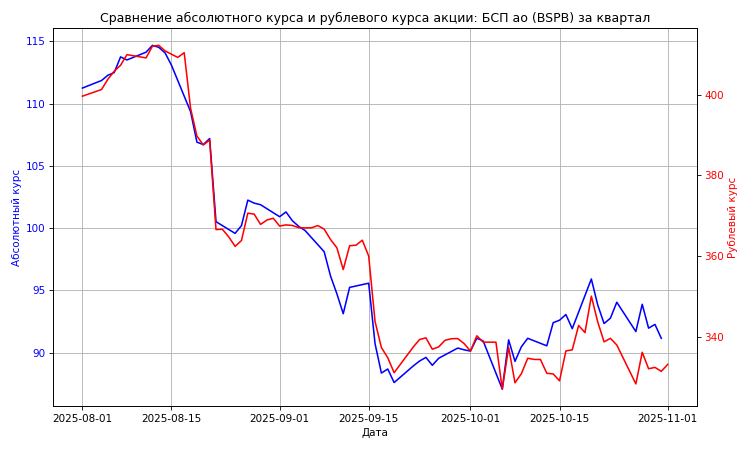 Сравнение абсолютного курса и рублевого курса акции: БСП ао (BSPB) за квартал
115
110
105
100
95
90
Абсолютный курс
400
380
360
340
Рублевый курс
2025-08-01 2025-08-15 2025-09-01 2025-09-15 2025-10-01 2025-10-15 2025-11-01
Дата